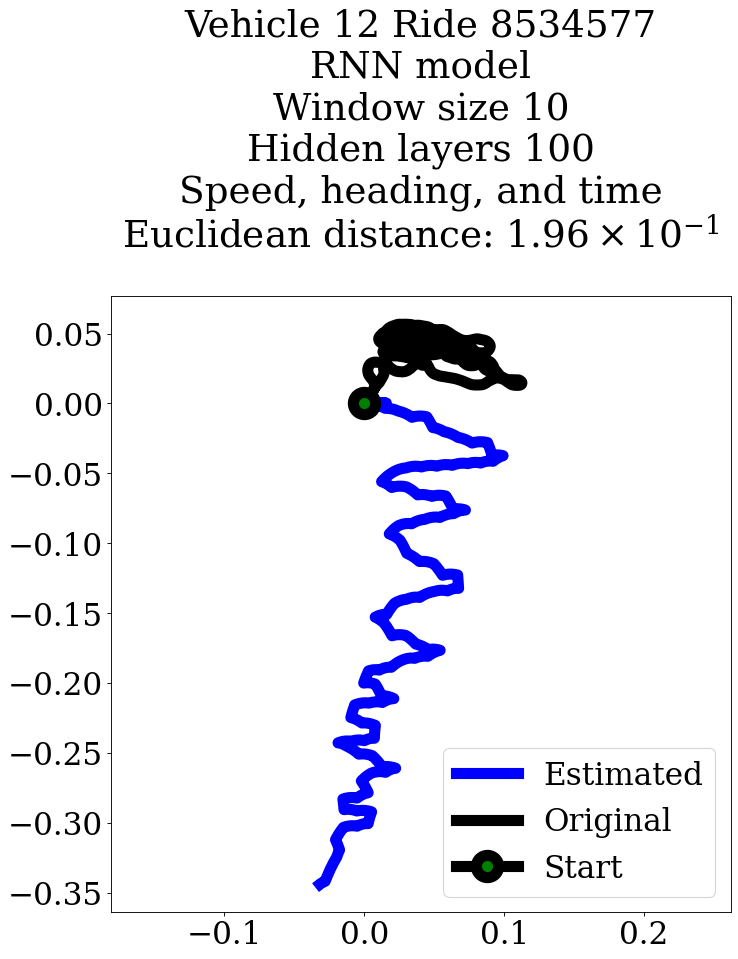 Vehicle 12 Ride 8534577
RNN model
Window size 10
Hidden layers 100
Speed, heading, and time
Euclidean distance: 1.96 × 10⁻¹
0.05
0.00
−0.05
−0.10
−0.15
−0.20
−0.25
−0.30
−0.35
Estimated
Original
Start
−0.1 0.0 0.1 0.2